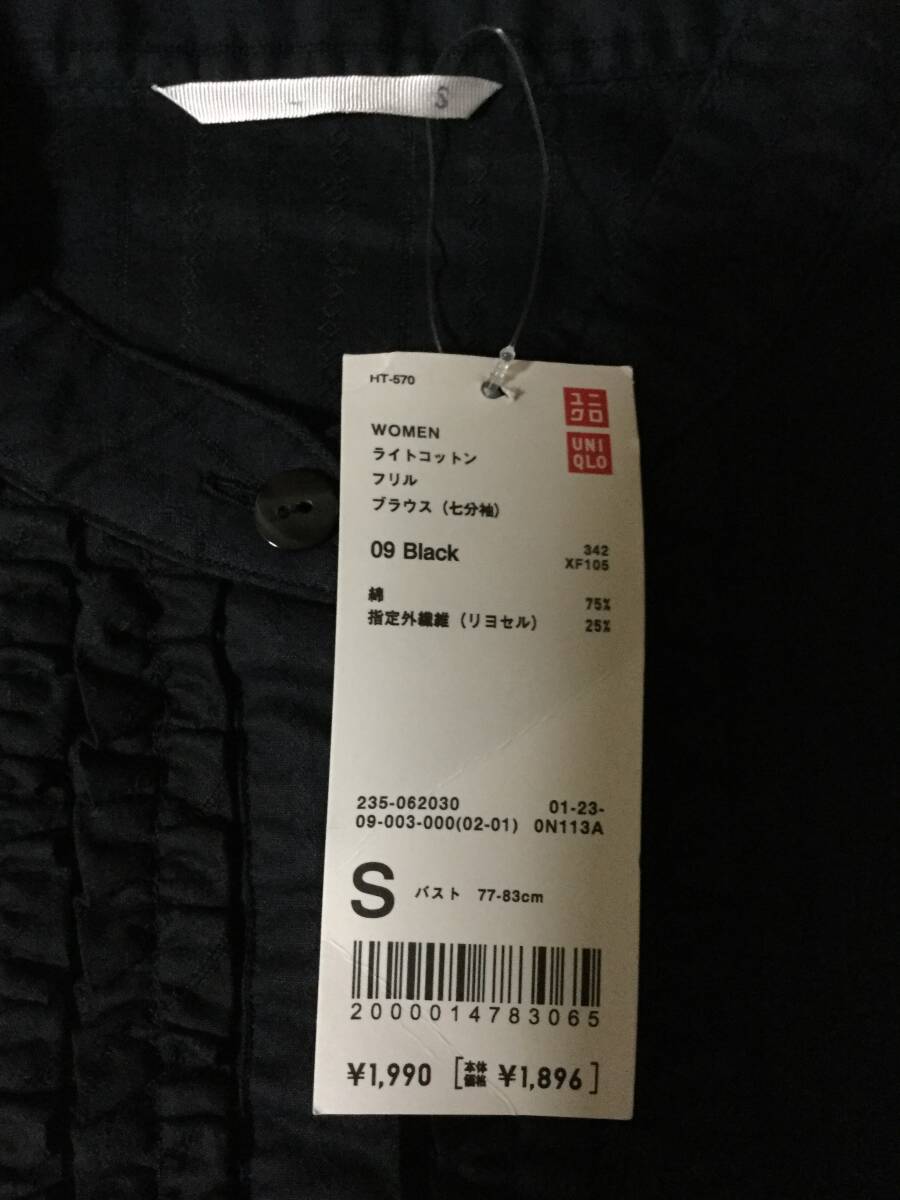 S
HT-570
ユニ
クロ
UNI
QLO
WOMEN
ライトコットン
フリル
ブラウス（七分袖）
09 Black
342
XF105
綿 75%
指定外繊維（リヨセル） 25%
235-062030 01-23-
09-003-000(02-01) 0N113A
S バスト 77-83cm
2000014783065
¥1,990 [本体価格 ¥1,896]